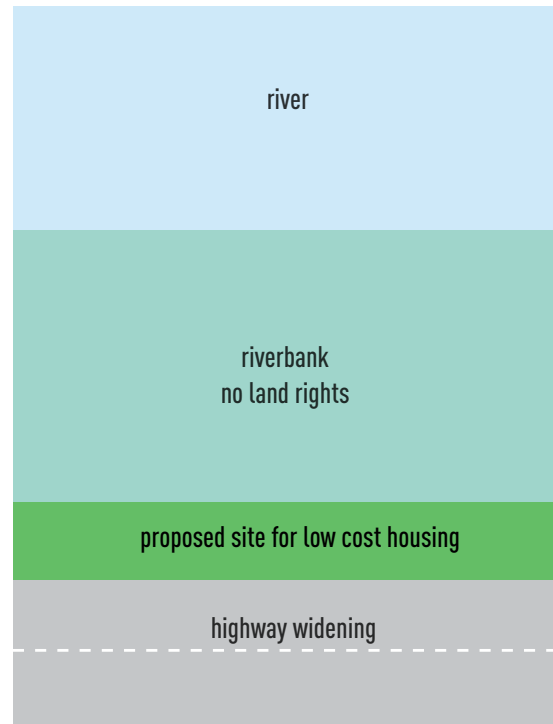 river
riverbank
no land rights
proposed site for low cost housing
highway widening